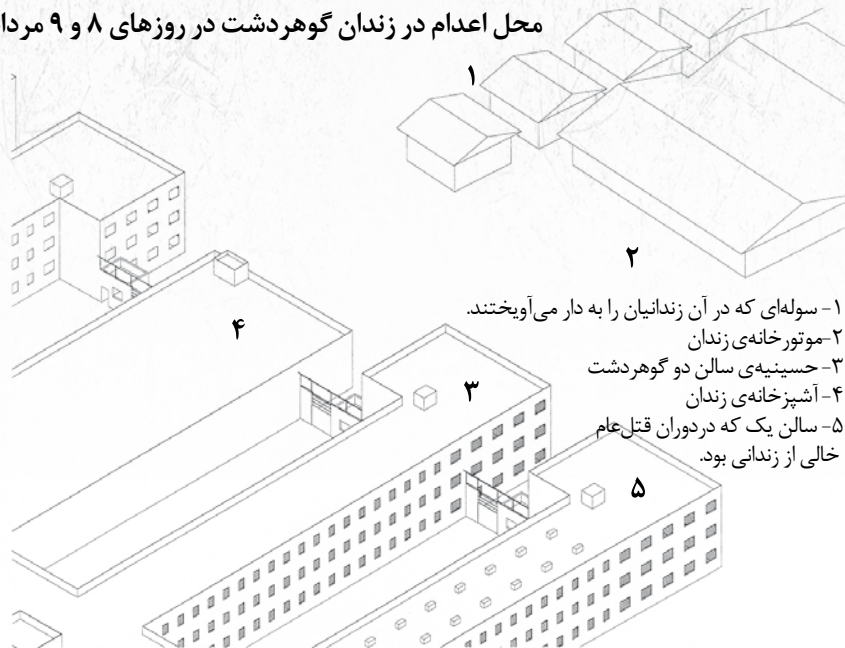 محل اعدام در زندان گوهردشت در روزهای ۸ و ۹ مردا
۱
۲
۱- سوله‌ای که در آن زندانیان را به دار می‌آویختند.
۲-موتورخانه‌ی زندان
۳- حسینیه‌ی سالن دو گوهردشت
۴- آشپزخانه‌ی زندان
۵- سالن یک که دردوران قتل‌عام
خالی از زندانی بود.
۴
۳
۵